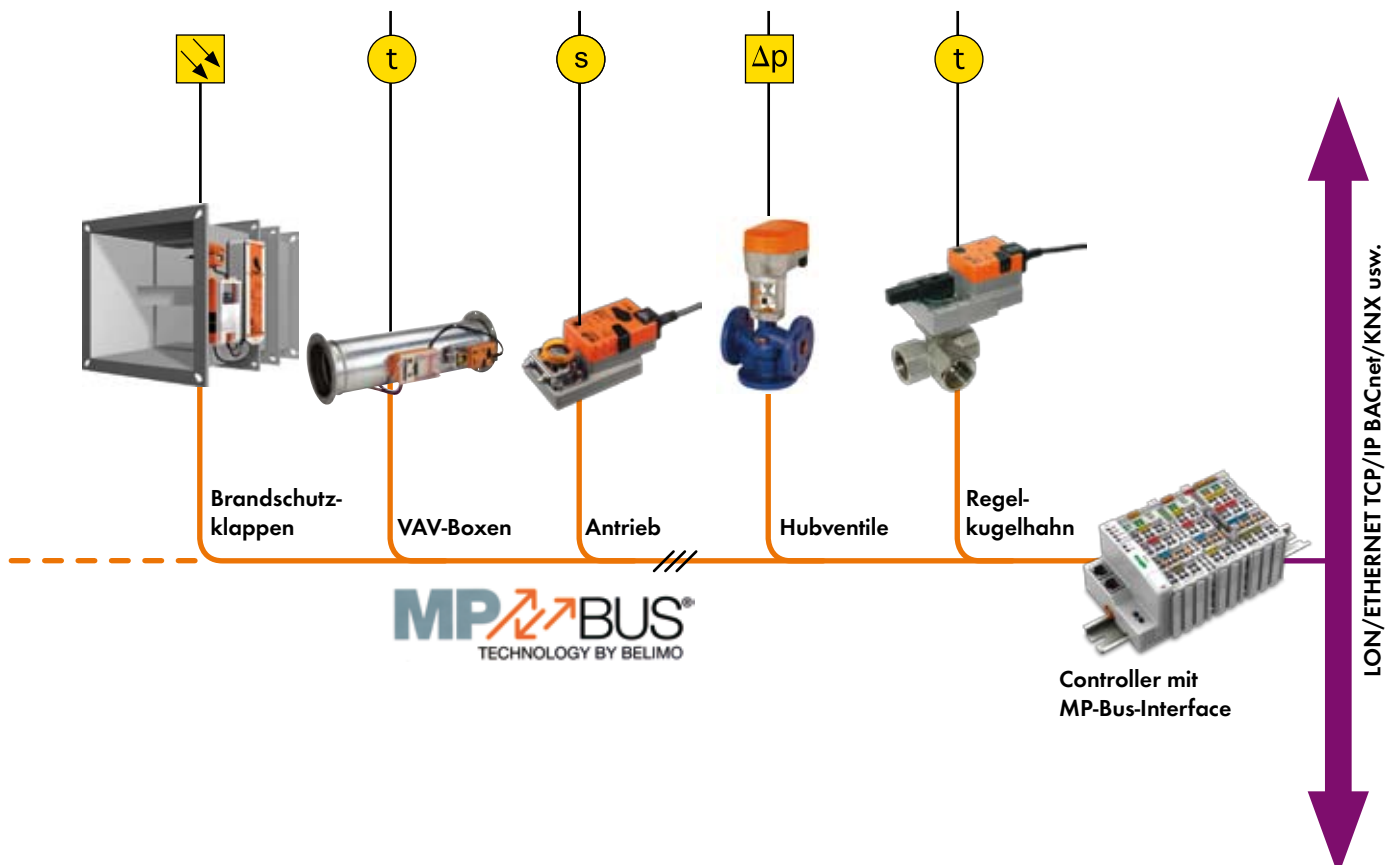 t
s
Δp
t
Brandschutz-
klappen
VAV-Boxen
Antrieb
Hubventile
Regel-
kugelhahn
MP BUS®
TECHNOLOGY BY BELIMO
Controller mit
MP-Bus-Interface
LON/ETHERNET TCP/IP BACnet/KNX usw.